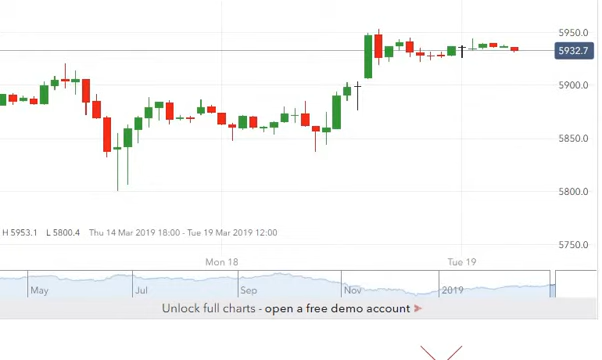 5950.0
5932.7
5900.0
5850.0
5800.0
H 5953.1 L 5800.4 Thu 14 Mar 2019 18:00 - Tue 19 Mar 2019 12:00
5750.0
Mon 18 Tue 19
May Jul Sep Nov 2019
Unlock full charts - open a free demo account